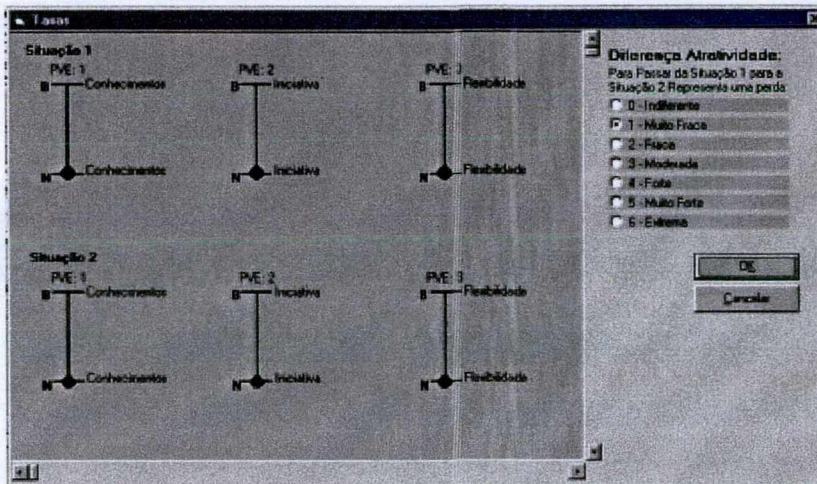 Taxas
Situação 1
PVE: 1 PVE: 2 PVE: 3
B Conhecimentos B Iniciativa B Flexibilidade
N Conhecimentos N Iniciativa N Flexibilidade
Situação 2
PVE: 1 PVE: 2 PVE: 3
B Conhecimentos B Iniciativa B Flexibilidade
N Conhecimentos N Iniciativa N Flexibilidade
Diferença Atratividade:
Para Passar da Situação 1 para a
Situação 2 Representa uma perda:
0 - Indiferente
1 - Muito Fraca
2 - Fraca
3 - Moderada
4 - Forte
5 - Muito Forte
6 - Extrema
OK
Cancelar